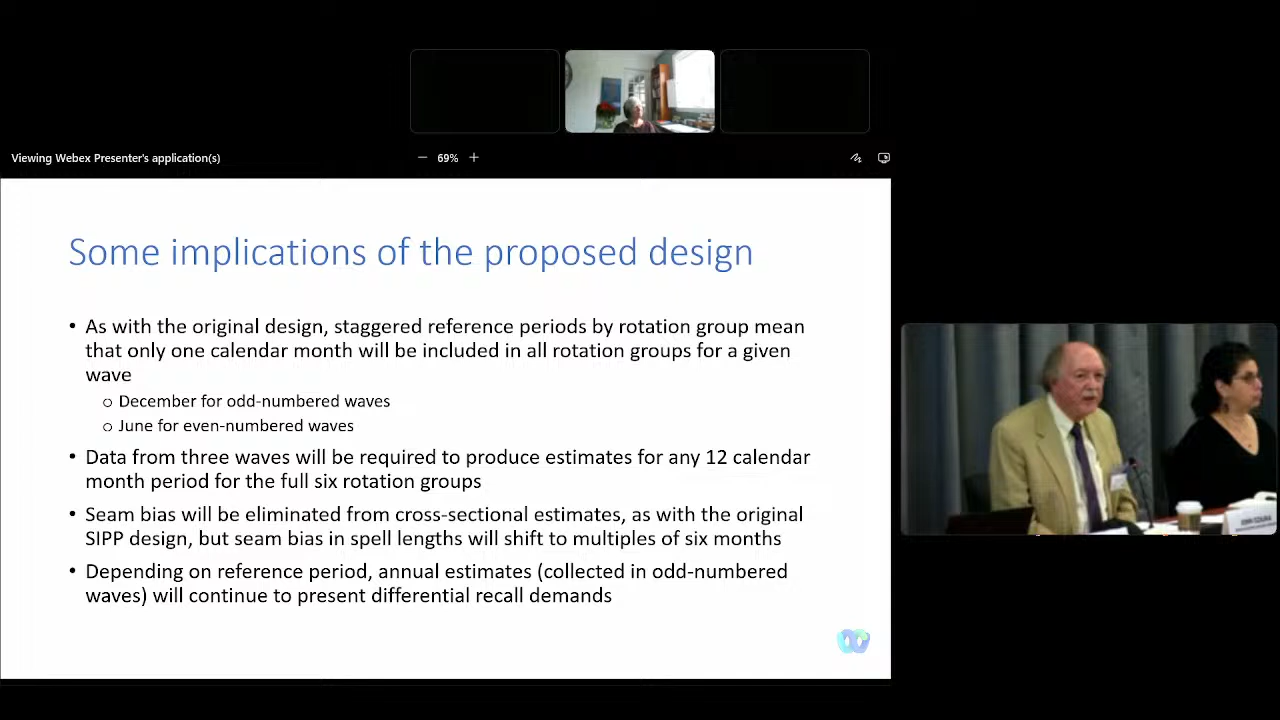 Viewing Webex Presenter's application(s)
69%
Some implications of the proposed design
• As with the original design, staggered reference periods by rotation group mean
that only one calendar month will be included in all rotation groups for a given
wave
o December for odd-numbered waves
o June for even-numbered waves
• Data from three waves will be required to produce estimates for any 12 calendar
month period for the full six rotation groups
• Seam bias will be eliminated from cross-sectional estimates, as with the original
SIPP design, but seam bias in spell lengths will shift to multiples of six months
• Depending on reference period, annual estimates (collected in odd-numbered
waves) will continue to present differential recall demands